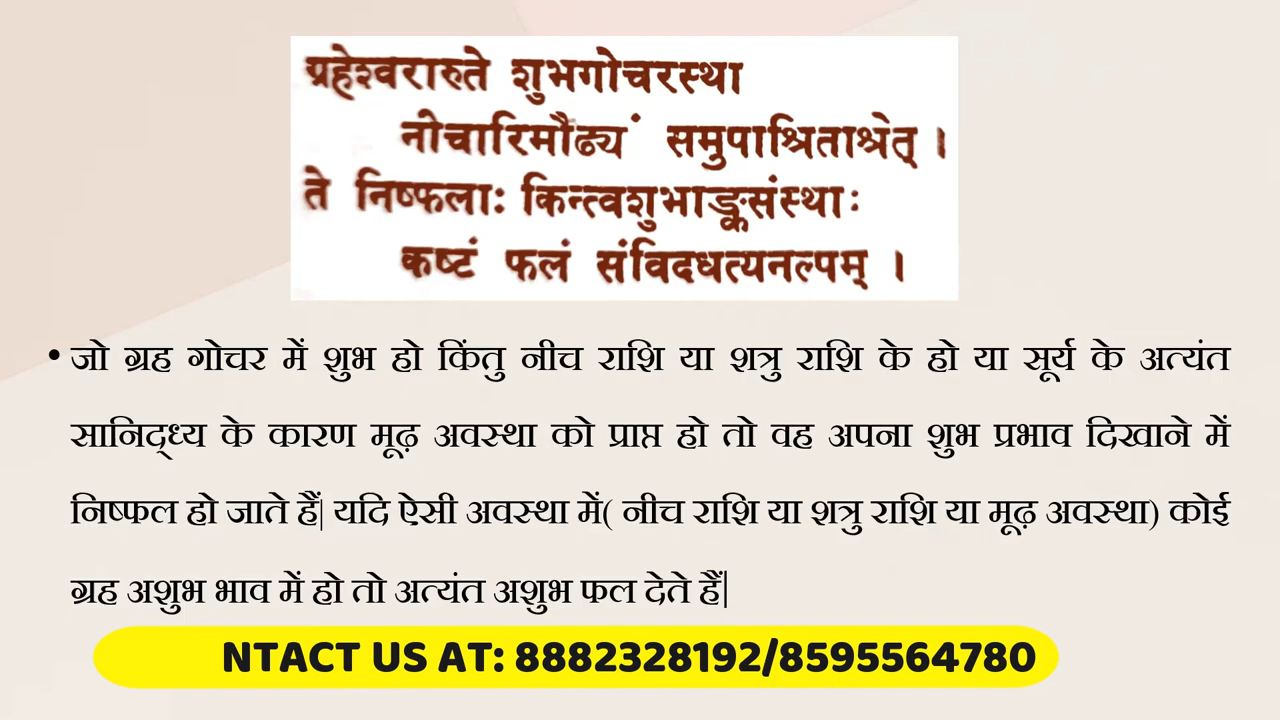 ग्रहेश्वरारुते शुभगोचरस्था
नोचारिमौढ्यं समुपाश्रिताश्रेत् ।
ते निष्फलाः किन्त्वशुभाङ्कसंस्थाः
कष्टं फलं संविदधत्यनल्पम् ।
• जो ग्रह गोचर में शुभ हो किंतु नीच राशि या शत्रु राशि के हो या सूर्य के अत्यंत
सानिद्ध्य के कारण मूढ़ अवस्था को प्राप्त हो तो वह अपना शुभ प्रभाव दिखाने में
निष्फल हो जाते हैं| यदि ऐसी अवस्था में( नीच राशि या शत्रु राशि या मूढ़ अवस्था) कोई
ग्रह अशुभ भाव में हो तो अत्यंत अशुभ फल देते हैं|
NTACT US AT: 8882328192/8595564780